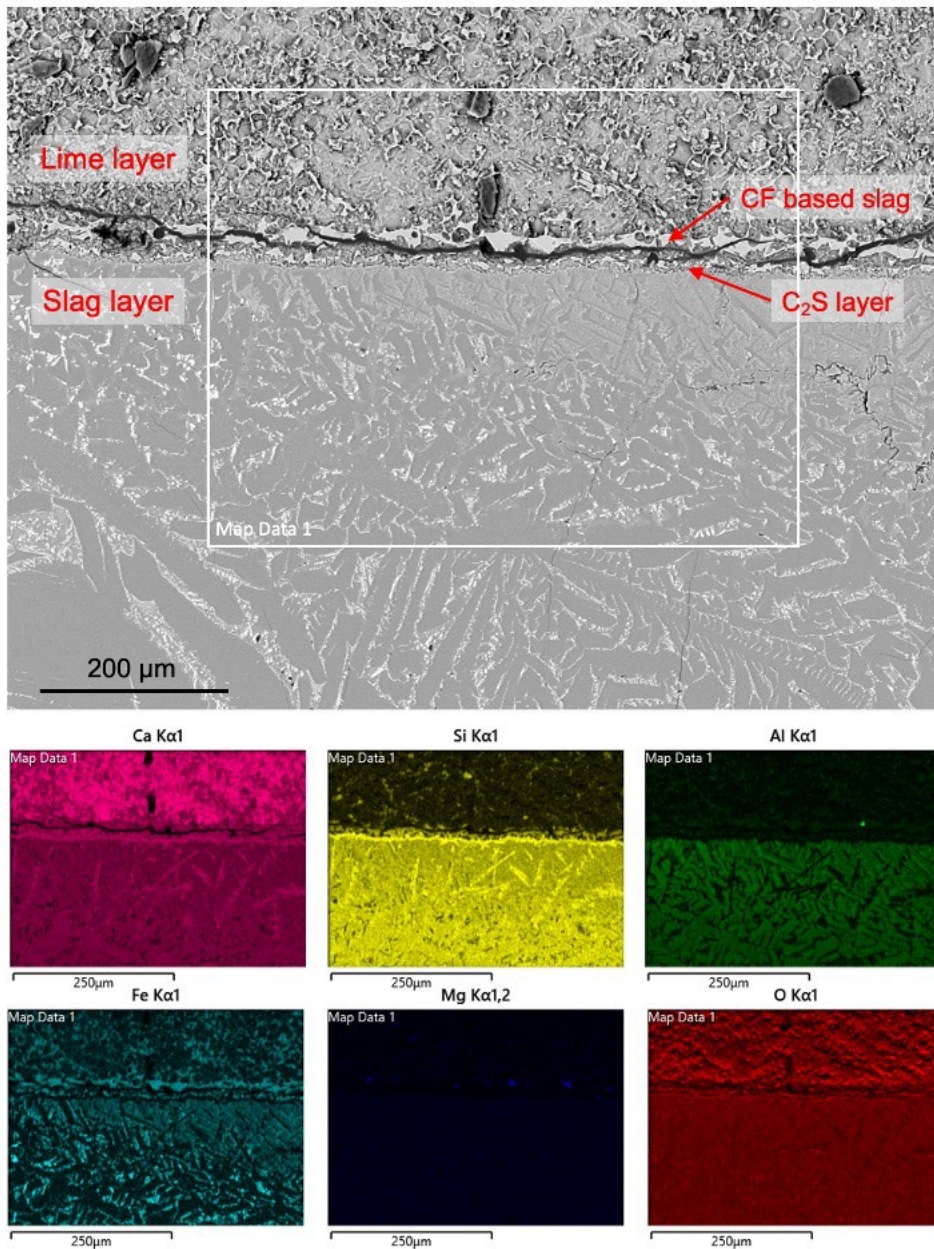 Lime layer
CF based slag
Slag layer
C₂S layer
Map Data 1
200 µm
Ca Kα1
Si Kα1
Al Kα1
Map Data 1
Map Data 1
Map Data 1
250µm
250µm
250µm
Fe Kα1
Mg Kα1,2
O Kα1
Map Data 1
Map Data 1
Map Data 1
250µm
250µm
250µm